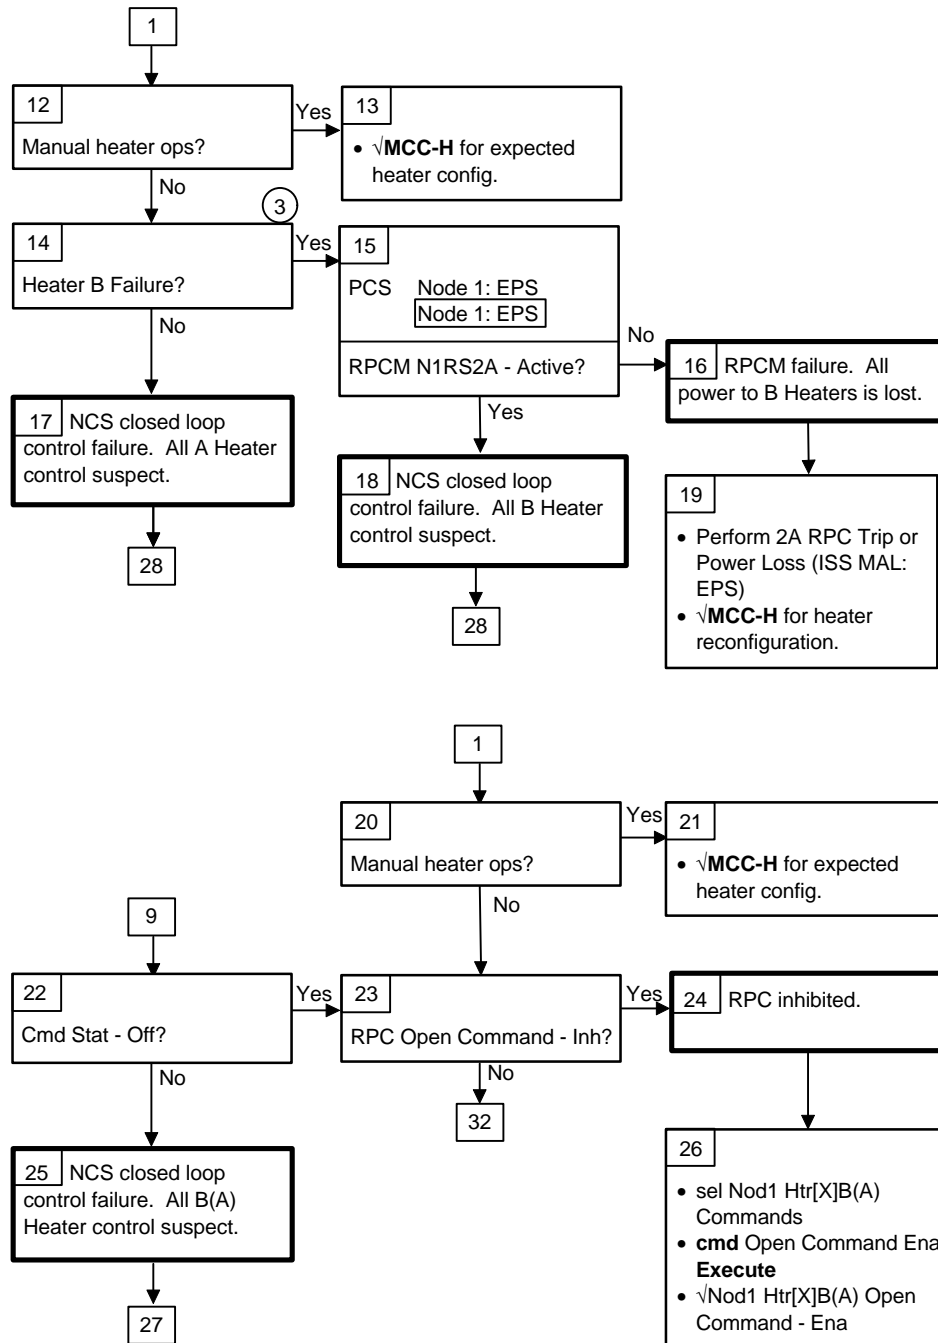 1
12
Manual heater ops?
Yes
13
• √MCC-H for expected
heater config.
No
3
14
Heater B Failure?
Yes
15
PCS Node 1: EPS
Node 1: EPS
RPCM N1RS2A - Active?
No
16 RPCM failure. All
power to B Heaters is lost.
No
17 NCS closed loop
control failure. All A Heater
control suspect.
28
Yes
18 NCS closed loop
control failure. All B Heater
control suspect.
28
19
• Perform 2A RPC Trip or
Power Loss (ISS MAL:
EPS)
• √MCC-H for heater
reconfiguration.
1
20
Manual heater ops?
Yes
21
• √MCC-H for expected
heater config.
No
9
22
Cmd Stat - Off?
Yes
23
RPC Open Command - Inh?
Yes
24 RPC inhibited.
No
32
No
25 NCS closed loop
control failure. All B(A)
Heater control suspect.
27
26
• sel Nod1 Htr[X]B(A)
Commands
• cmd Open Command Ena
Execute
• √Nod1 Htr[X]B(A) Open
Command - Ena